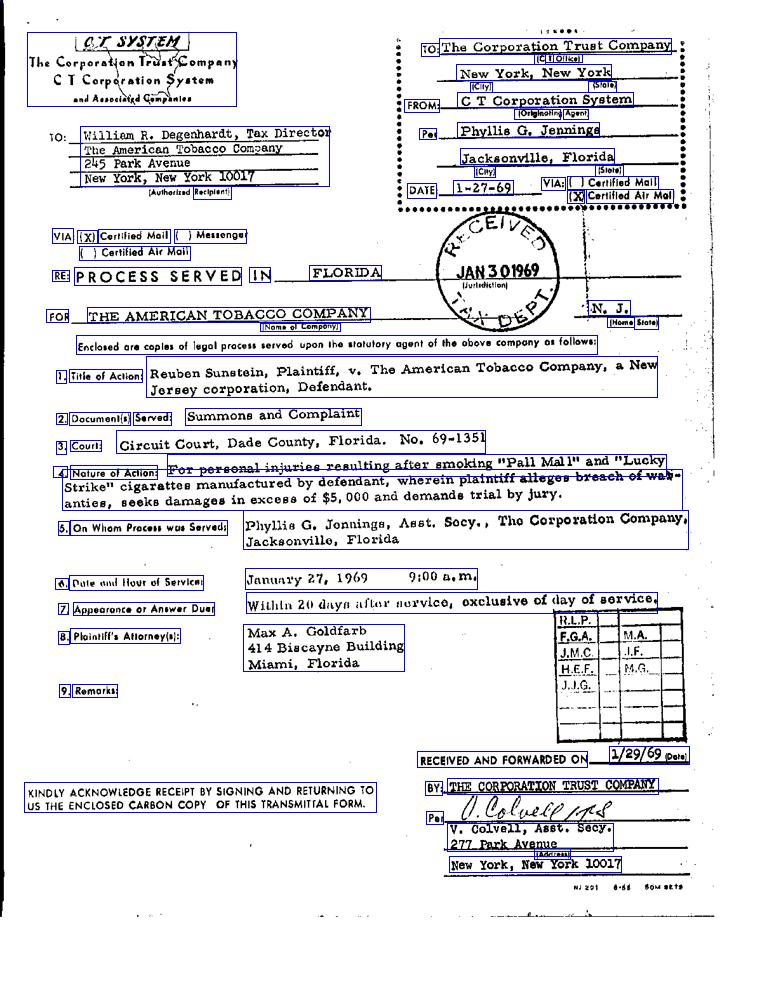 C T SYSTEM
The Corporation Trust Company
C T Corporation System
and Associated Companies
TO: The Corporation Trust Company
(C T Office)
New York, New York
(City) (State)
FROM: C T Corporation System
(Originating Agent)
Per Phyllis G. Jennings
Jacksonville, Florida
(City) (State)
DATE 1-27-69 VIA: ( ) Certified Mail
(X) Certified Air Mail
TO: William R. Degenhardt, Tax Director
The American Tobacco Company
245 Park Avenue
New York, New York 10017
(Authorized Recipient)
VIA (X) Certified Mail ( ) Messenger
( ) Certified Air Mail
RECEIVED
JAN 30 1969
TAX DEPT.
RE: PROCESS SERVED IN FLORIDA
(Jurisdiction)
FOR THE AMERICAN TOBACCO COMPANY N. J.
(Name of Company) (Home State)
Enclosed are copies of legal process served upon the statutory agent of the above company as follows:
1. Title of Action: Reuben Sunstein, Plaintiff, v. The American Tobacco Company, a New
Jersey corporation, Defendant.
2. Document(s) Served: Summons and Complaint
3. Court: Circuit Court, Dade County, Florida. No. 69-1351
4. Nature of Action: For personal injuries resulting after smoking "Pall Mall" and "Lucky
Strike" cigarattes manufactured by defendant, wherein plaintiff alleges breach of war-
anties, seeks damages in excess of $5,000 and demands trial by jury.
5. On Whom Process was Served: Phyllis G. Jonnings, Asst. Secy., The Corporation Company,
Jacksonville, Florida
6. Date and Hour of Service: January 27, 1969 9:00 a.m.
7. Appearance or Answer Due: Within 20 days after service, exclusive of day of service.
8. Plaintiff's Attorney(s): Max A. Goldfarb
414 Biscayne Building
Miami, Florida
R.L.P.
F.G.A. M.A.
J.M.C. J.F.
H.E.F. M.G.
J.J.G.
9. Remarks:
RECEIVED AND FORWARDED ON 1/29/69 (Date)
KINDLY ACKNOWLEDGE RECEIPT BY SIGNING AND RETURNING TO
US THE ENCLOSED CARBON COPY OF THIS TRANSMITTAL FORM.
BY: THE CORPORATION TRUST COMPANY
Per V. Colvell
V. Colvell, Asst. Secy.
277 Park Avenue
(Address)
New York, New York 10017
NJ 201 6-66 50M SETS